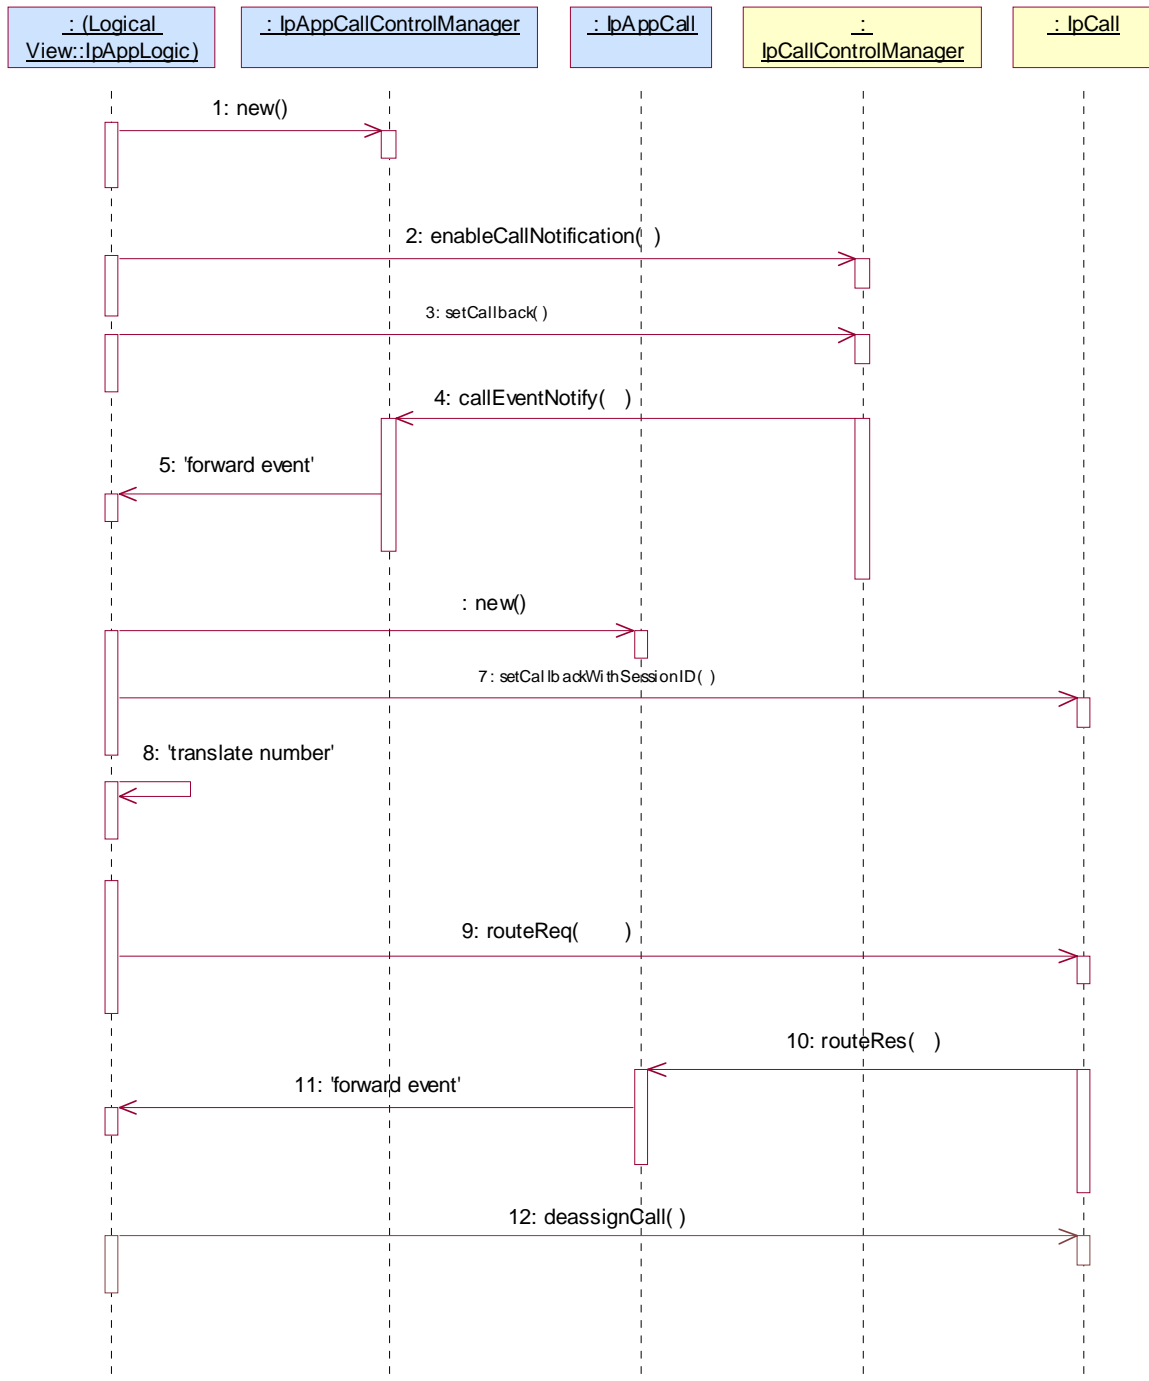 : (Logical
View::IpAppLogic)
: IpAppCallControlManager
: IpAppCall
:
IpCallControlManager
: IpCall
1: new()
2: enableCallNotification(  )
3: setCallback( )
4: callEventNotify(   )
5: 'forward event'
: new()
7: setCallbackWithSessionID(  )
8: 'translate number'
9: routeReq(        )
10: routeRes(   )
11: 'forward event'
12: deassignCall( )